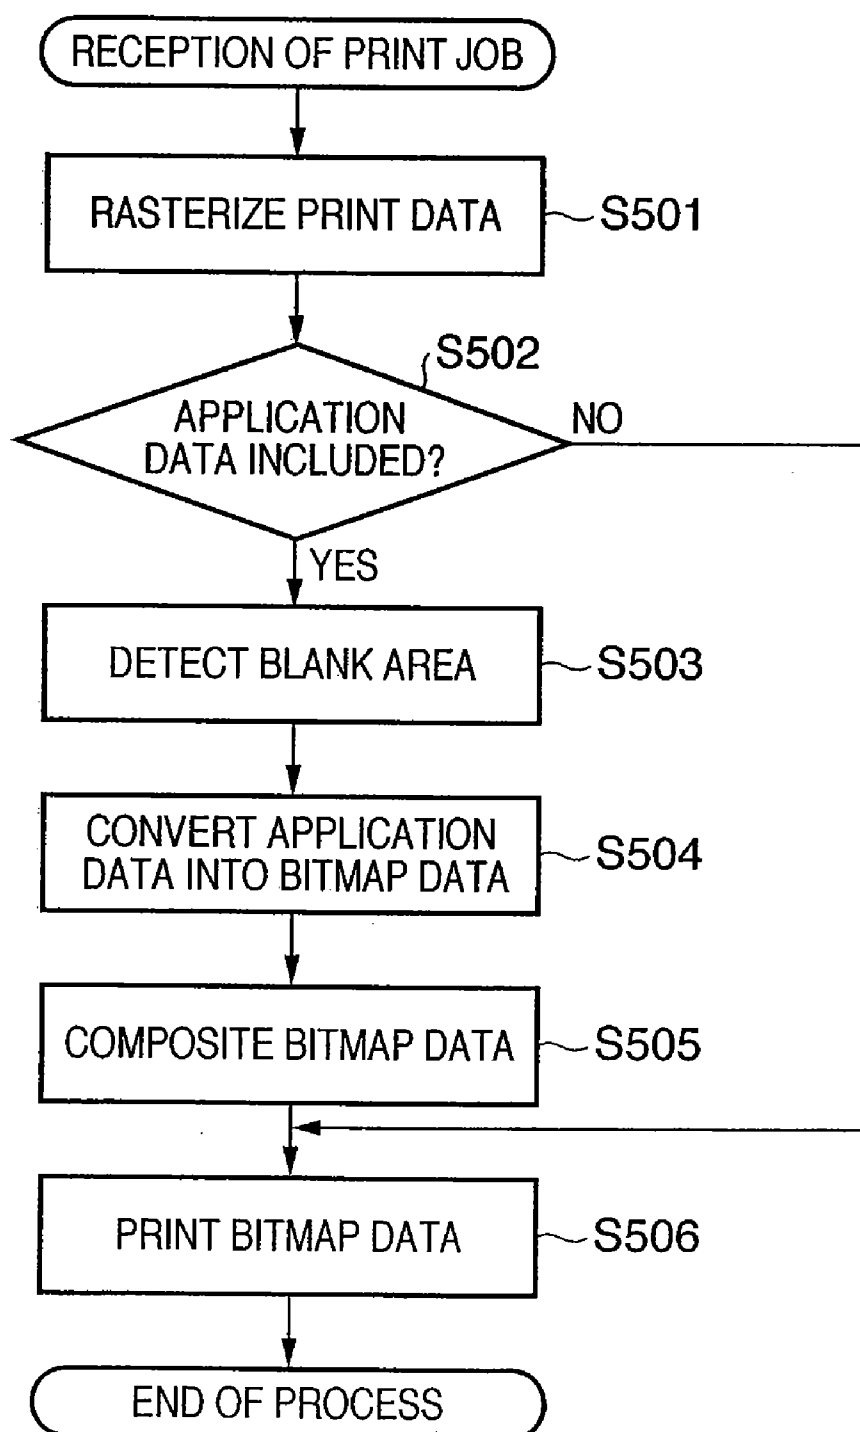 RECEPTION OF PRINT JOB
RASTERIZE PRINT DATA
S501
S502
APPLICATION
DATA INCLUDED?
NO
YES
DETECT BLANK AREA
S503
CONVERT APPLICATION
DATA INTO BITMAP DATA
S504
COMPOSITE BITMAP DATA
S505
PRINT BITMAP DATA
S506
END OF PROCESS